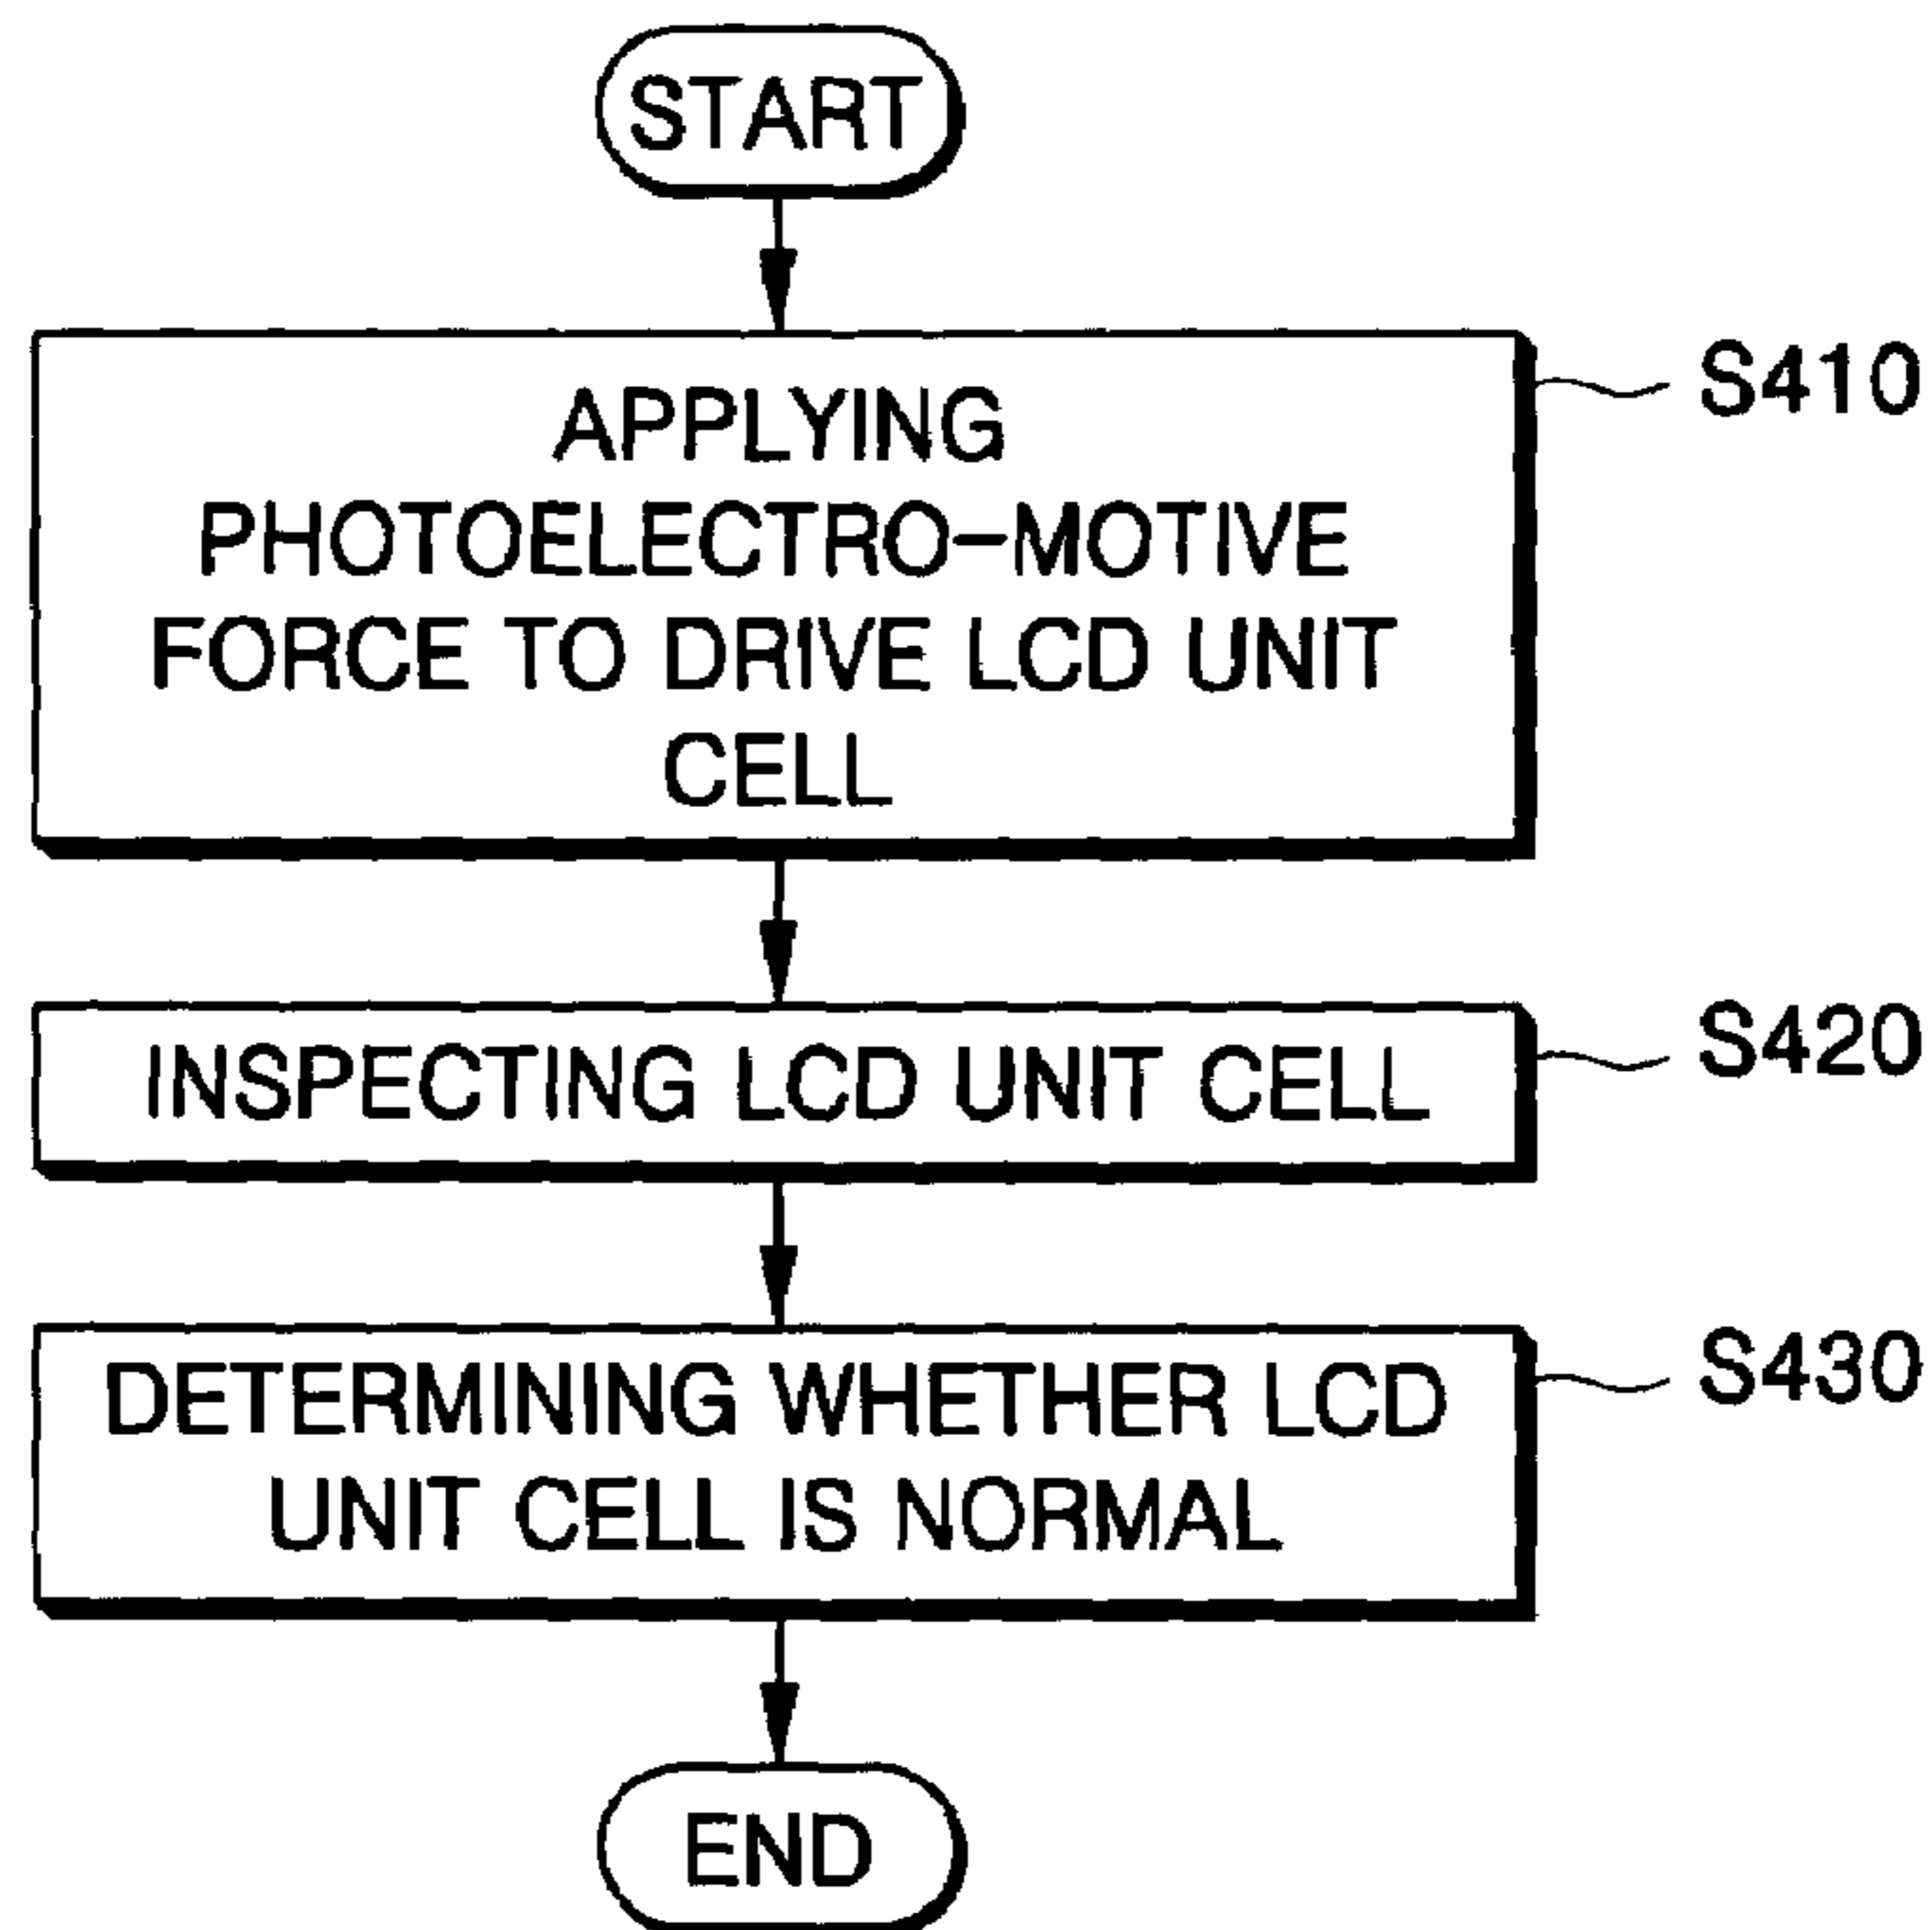 START
APPLYING
PHOTOELECTRO-MOTIVE
FORCE TO DRIVE LCD UNIT
CELL
S410
INSPECTING LCD UNIT CELL
S420
DETERMINING WHETHER LCD
UNIT CELL IS NORMAL
S430
END